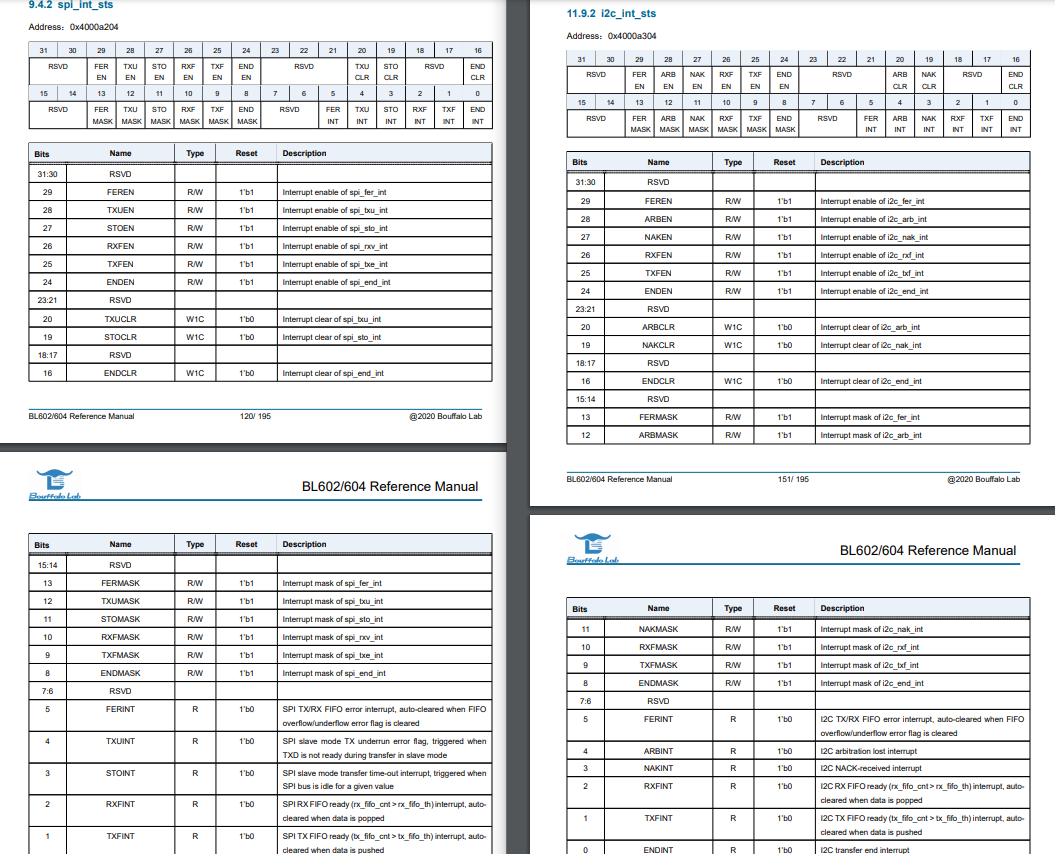 9.4.2 spi_int_sts
Address：0x4000a204
31 30 29 28 27 26 25 24 23 22 21 20 19 18 17 16
RSVD FER TXU STO RXF TXF END RSVD TXU STO RSVD END
EN EN EN EN EN EN CLR CLR CLR
15 14 13 12 11 10 9 8 7 6 5 4 3 2 1 0
RSVD FER TXU STO RXF TXF END RSVD FER TXU STO RXF TXF END
MASK MASK MASK MASK MASK MASK INT INT INT INT INT INT
Bits Name Type Reset Description
31:30 RSVD
29 FEREN R/W 1'b1 Interrupt enable of spi_fer_int
28 TXUEN R/W 1'b1 Interrupt enable of spi_txu_int
27 STOEN R/W 1'b1 Interrupt enable of spi_sto_int
26 RXFEN R/W 1'b1 Interrupt enable of spi_rxv_int
25 TXFEN R/W 1'b1 Interrupt enable of spi_txe_int
24 ENDEN R/W 1'b1 Interrupt enable of spi_end_int
23:21 RSVD
20 TXUCLR W1C 1'b0 Interrupt clear of spi_txu_int
19 STOCLR W1C 1'b0 Interrupt clear of spi_sto_int
18:17 RSVD
16 ENDCLR W1C 1'b0 Interrupt clear of spi_end_int
BL602/604 Reference Manual 120/ 195 @2020 Bouffalo Lab
Bouffalo Lab
BL602/604 Reference Manual
Bits Name Type Reset Description
15:14 RSVD
13 FERMASK R/W 1'b1 Interrupt mask of spi_fer_int
12 TXUMASK R/W 1'b1 Interrupt mask of spi_txu_int
11 STOMASK R/W 1'b1 Interrupt mask of spi_sto_int
10 RXFMASK R/W 1'b1 Interrupt mask of spi_rxv_int
9 TXFMASK R/W 1'b1 Interrupt mask of spi_txe_int
8 ENDMASK R/W 1'b1 Interrupt mask of spi_end_int
7:6 RSVD
5 FERINT R 1'b0 SPI TX/RX FIFO error interrupt, auto-cleared when FIFO
overflow/underflow error flag is cleared
4 TXUINT R 1'b0 SPI slave mode TX underrun error flag, triggered when
TXD is not ready during transfer in slave mode
3 STOINT R 1'b0 SPI slave mode transfer time-out interrupt, triggered when
SPI bus is idle for a given value
2 RXFINT R 1'b0 SPI RX FIFO ready (rx_fifo_cnt > rx_fifo_th) interrupt, auto-
cleared when data is popped
1 TXFINT R 1'b0 SPI TX FIFO ready (tx_fifo_cnt > tx_fifo_th) interrupt, auto-
cleared when data is pushed
11.9.2 i2c_int_sts
Address：0x4000a304
31 30 29 28 27 26 25 24 23 22 21 20 19 18 17 16
RSVD FER ARB NAK RXF TXF END RSVD ARB NAK RSVD END
EN EN EN EN EN EN CLR CLR CLR
15 14 13 12 11 10 9 8 7 6 5 4 3 2 1 0
RSVD FER ARB NAK RXF TXF END RSVD FER ARB NAK RXF TXF END
MASK MASK MASK MASK MASK MASK INT INT INT INT INT INT
Bits Name Type Reset Description
31:30 RSVD
29 FEREN R/W 1'b1 Interrupt enable of i2c_fer_int
28 ARBEN R/W 1'b1 Interrupt enable of i2c_arb_int
27 NAKEN R/W 1'b1 Interrupt enable of i2c_nak_int
26 RXFEN R/W 1'b1 Interrupt enable of i2c_rxf_int
25 TXFEN R/W 1'b1 Interrupt enable of i2c_txf_int
24 ENDEN R/W 1'b1 Interrupt enable of i2c_end_int
23:21 RSVD
20 ARBCLR W1C 1'b0 Interrupt clear of i2c_arb_int
19 NAKCLR W1C 1'b0 Interrupt clear of i2c_nak_int
18:17 RSVD
16 ENDCLR W1C 1'b0 Interrupt clear of i2c_end_int
15:14 RSVD
13 FERMASK R/W 1'b1 Interrupt mask of i2c_fer_int
12 ARBMASK R/W 1'b1 Interrupt mask of i2c_arb_int
BL602/604 Reference Manual 151/ 195 @2020 Bouffalo Lab
Bouffalo Lab
BL602/604 Reference Manual
Bits Name Type Reset Description
11 NAKMASK R/W 1'b1 Interrupt mask of i2c_nak_int
10 RXFMASK R/W 1'b1 Interrupt mask of i2c_rxf_int
9 TXFMASK R/W 1'b1 Interrupt mask of i2c_txf_int
8 ENDMASK R/W 1'b1 Interrupt mask of i2c_end_int
7:6 RSVD
5 FERINT R 1'b0 I2C TX/RX FIFO error interrupt, auto-cleared when FIFO
overflow/underflow error flag is cleared
4 ARBINT R 1'b0 I2C arbitration lost interrupt
3 NAKINT R 1'b0 I2C NACK-received interrupt
2 RXFINT R 1'b0 I2C RX FIFO ready (rx_fifo_cnt > rx_fifo_th) interrupt, auto-
cleared when data is popped
1 TXFINT R 1'b0 I2C TX FIFO ready (tx_fifo_cnt > tx_fifo_th) interrupt, auto-
cleared when data is pushed
0 ENDINT R 1'b0 I2C transfer end interrupt